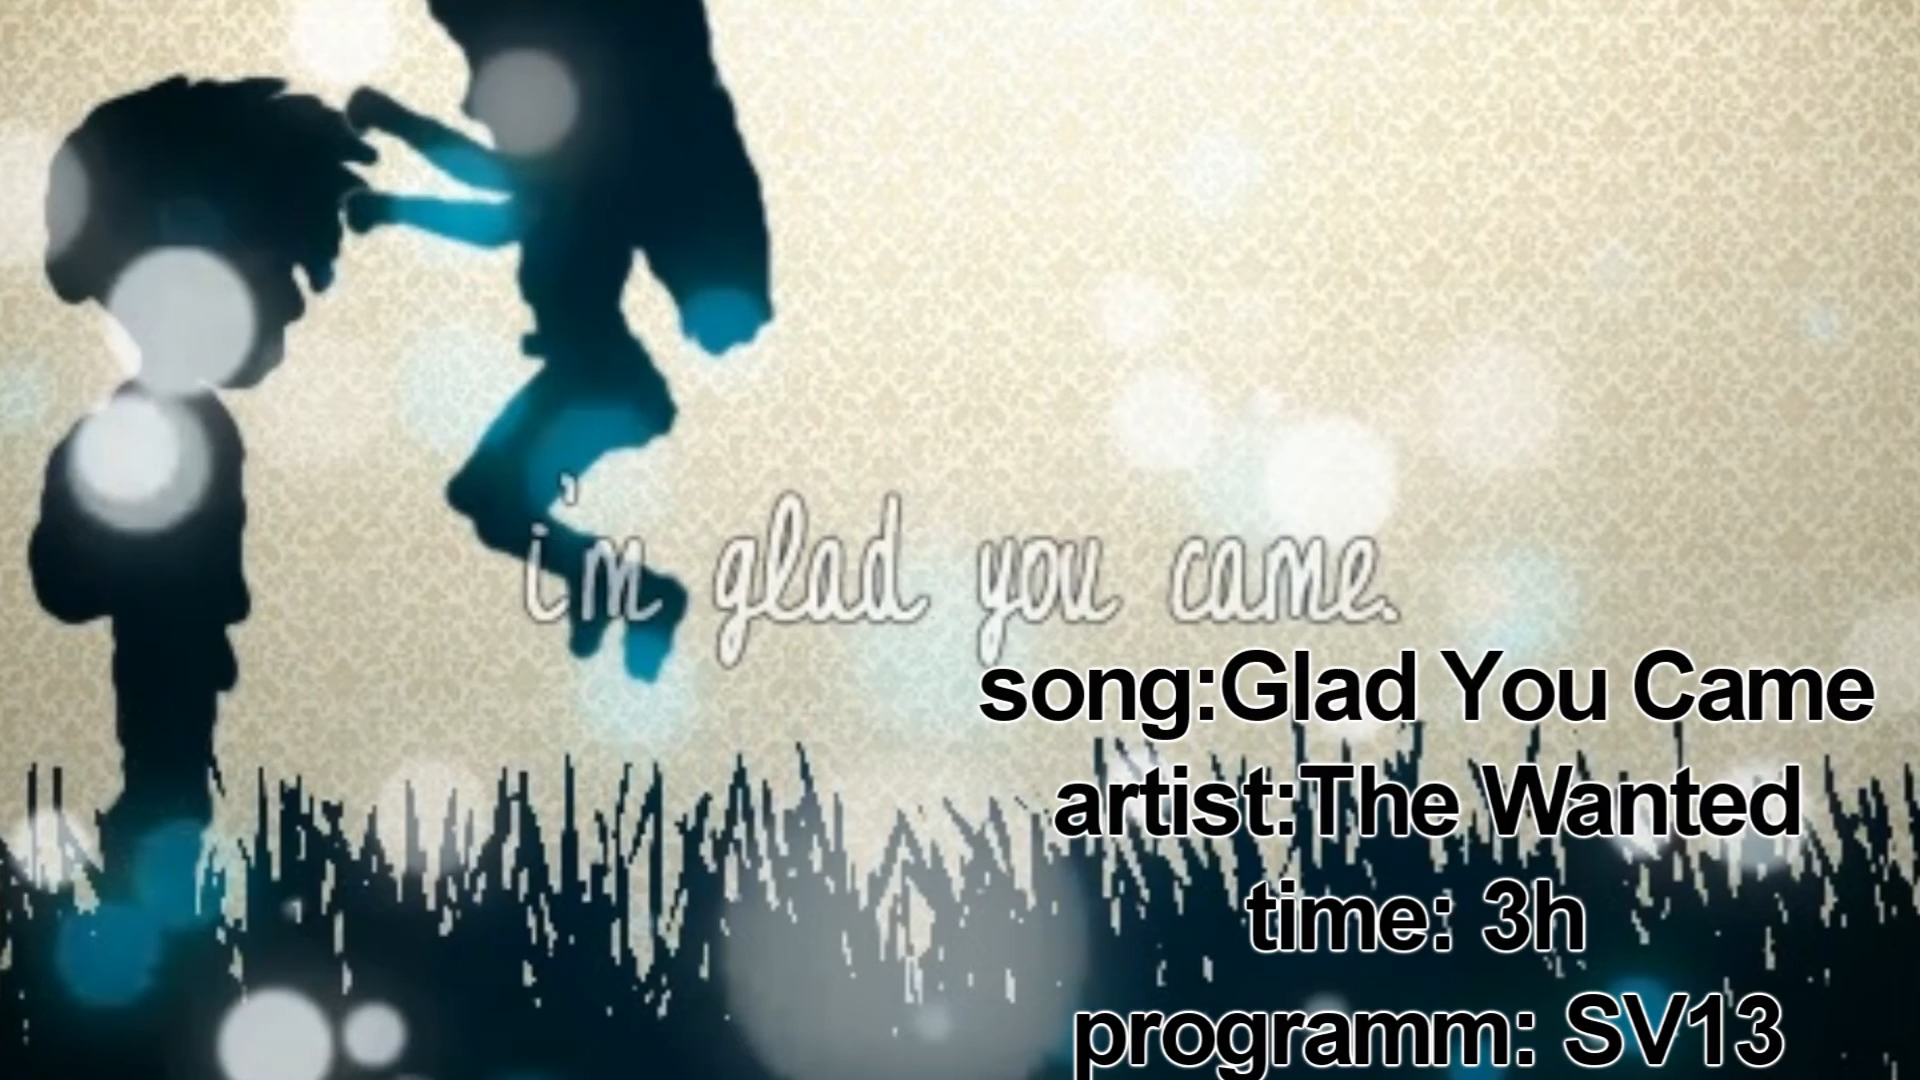 i'm glad you came.
song:Glad You Came
artist:The Wanted
time: 3h
programm: SV13